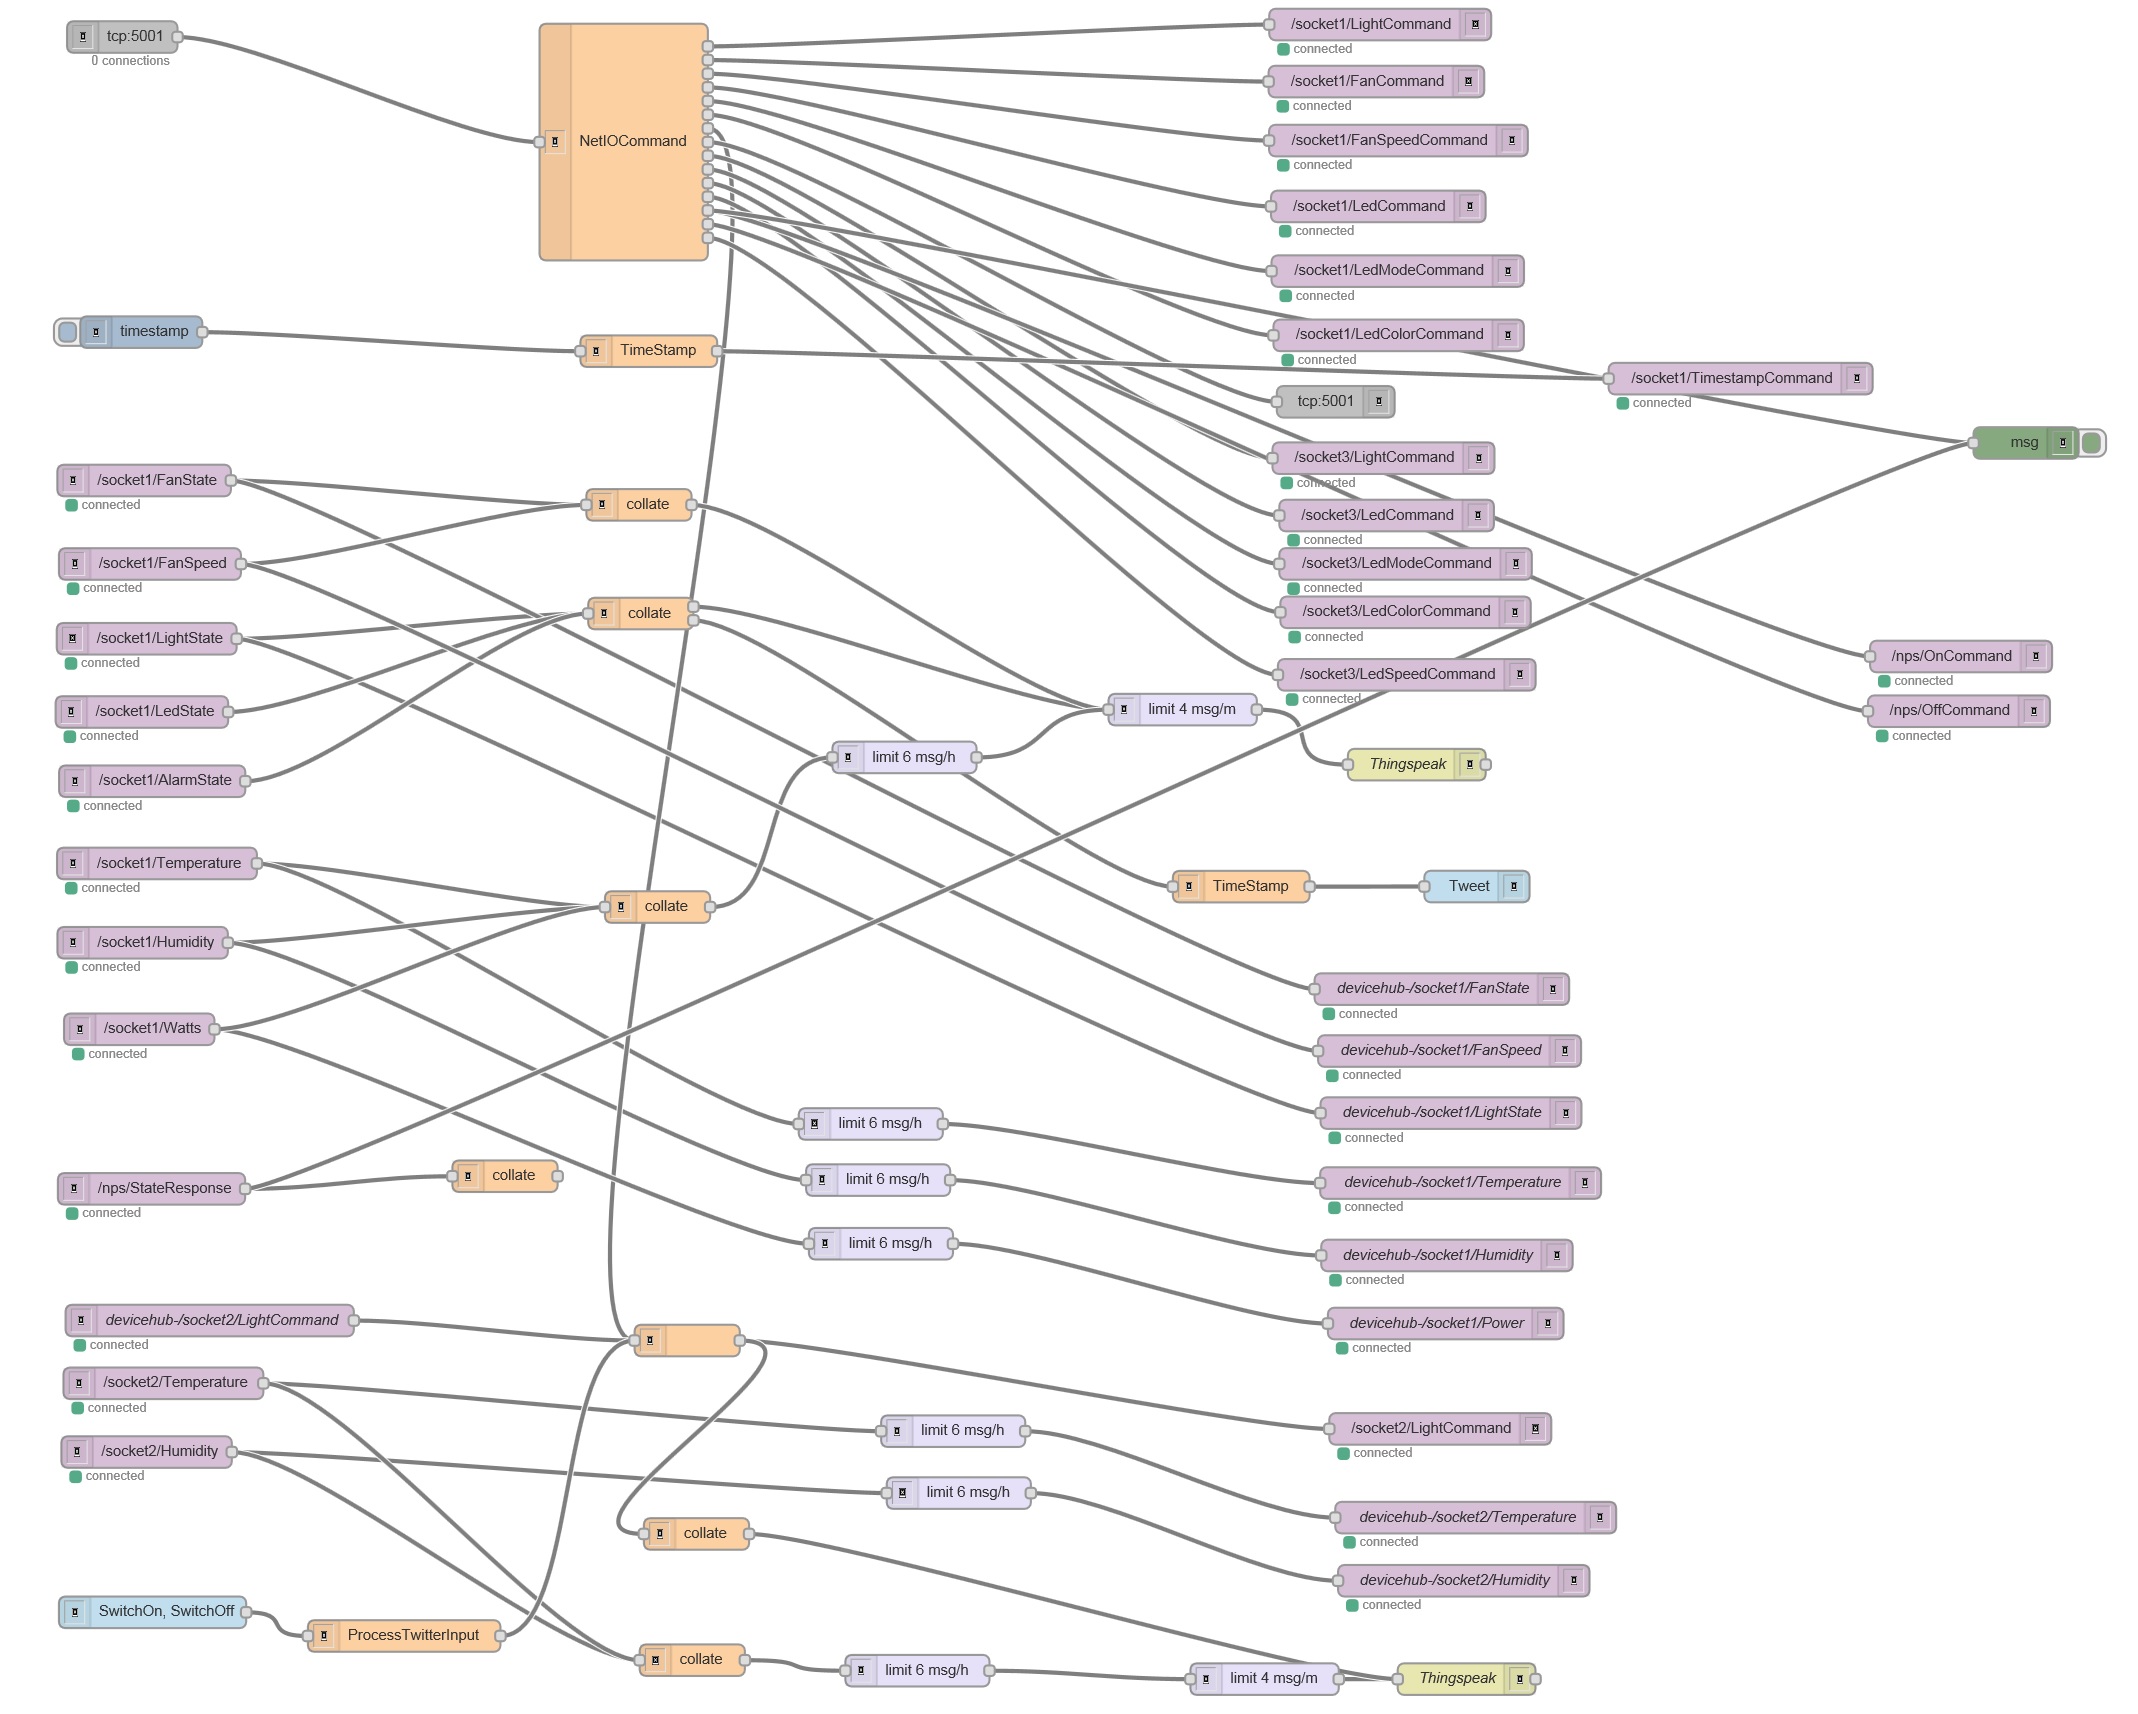 tcp:5001
0 connections
NetIOCommand
/socket1/LightCommand
connected
/socket1/FanCommand
connected
/socket1/FanSpeedCommand
connected
/socket1/LedCommand
connected
/socket1/LedModeCommand
connected
timestamp
TimeStamp
/socket1/LedColorCommand
connected
/socket1/TimestampCommand
connected
tcp:5001
msg
/socket3/LightCommand
connected
/socket1/FanState
connected
collate
/socket3/LedCommand
connected
/socket1/FanSpeed
connected
/socket3/LedModeCommand
connected
collate
/socket3/LedColorCommand
connected
/socket1/LightState
connected
/nps/OnCommand
connected
/socket3/LedSpeedCommand
connected
/socket1/LedState
connected
limit 4 msg/m
/nps/OffCommand
connected
limit 6 msg/h
Thingspeak
/socket1/AlarmState
connected
/socket1/Temperature
connected
TimeStamp
Tweet
collate
/socket1/Humidity
connected
devicehub-/socket1/FanState
connected
/socket1/Watts
connected
devicehub-/socket1/FanSpeed
connected
limit 6 msg/h
devicehub-/socket1/LightState
connected
/nps/StateResponse
connected
collate
limit 6 msg/h
devicehub-/socket1/Temperature
connected
limit 6 msg/h
devicehub-/socket1/Humidity
connected
devicehub-/socket2/LightCommand
connected
devicehub-/socket1/Power
connected
/socket2/Temperature
connected
limit 6 msg/h
/socket2/LightCommand
connected
/socket2/Humidity
connected
limit 6 msg/h
devicehub-/socket2/Temperature
connected
collate
devicehub-/socket2/Humidity
connected
SwitchOn, SwitchOff
ProcessTwitterInput
collate
limit 6 msg/h
limit 4 msg/m
Thingspeak